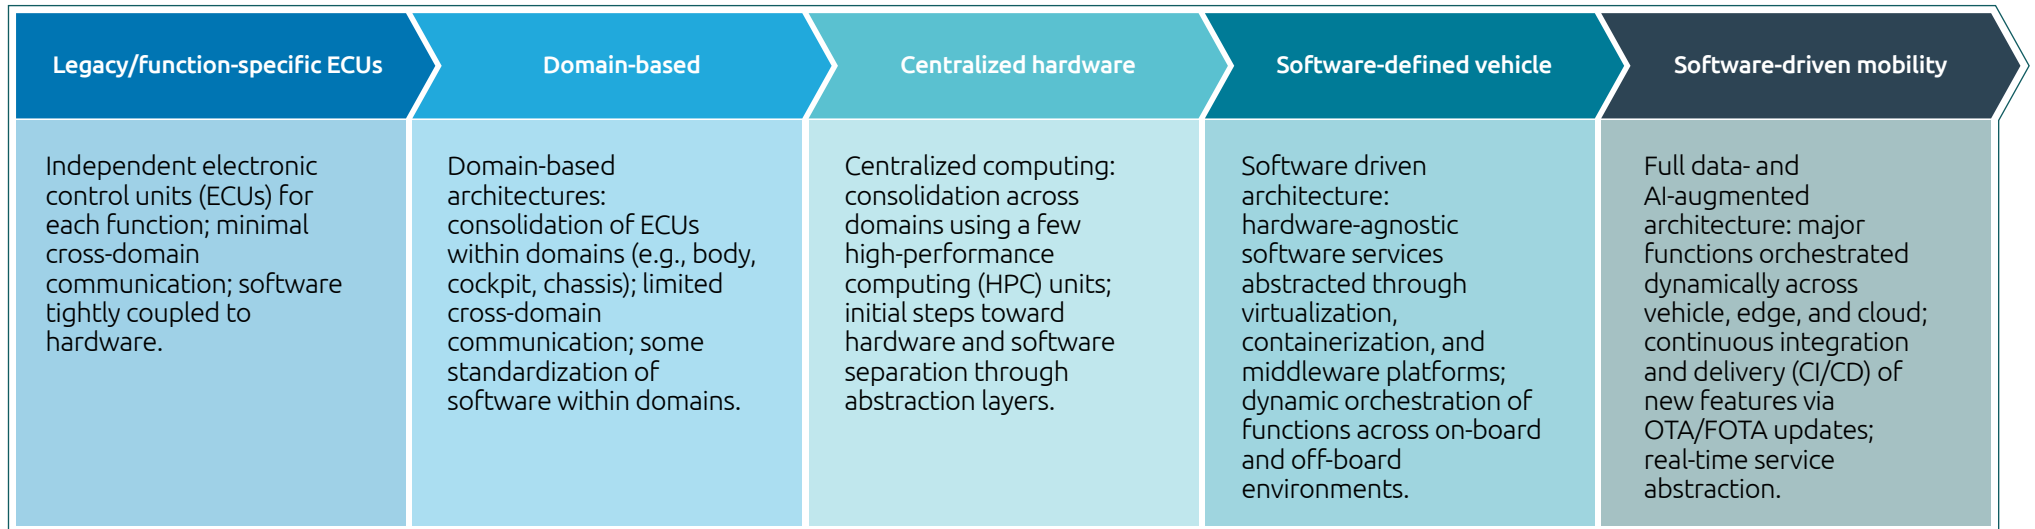 Legacy/function-specific ECUs
Domain-based
Centralized hardware
Software-defined vehicle
Software-driven mobility
Independent electronic
control units (ECUs) for
each function; minimal
cross-domain
communication; software
tightly coupled to
hardware.
Domain-based
architectures:
consolidation of ECUs
within domains (e.g., body,
cockpit, chassis); limited
cross-domain
communication; some
standardization of
software within domains.
Centralized computing:
consolidation across
domains using a few
high-performance
computing (HPC) units;
initial steps toward
hardware and software
separation through
abstraction layers.
Software driven
architecture:
hardware-agnostic
software services
abstracted through
virtualization,
containerization, and
middleware platforms;
dynamic orchestration of
functions across on-board
and off-board
environments.
Full data- and
AI-augmented
architecture: major
functions orchestrated
dynamically across
vehicle, edge, and cloud;
continuous integration
and delivery (CI/CD) of
new features via
OTA/FOTA updates;
real-time service
abstraction.